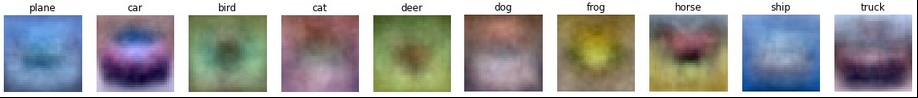 plane car bird cat deer dog frog horse ship truck